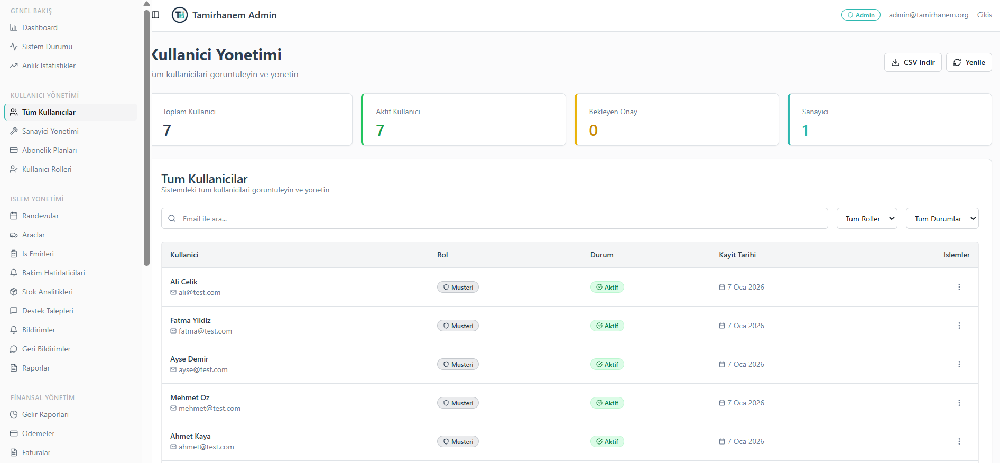 GENEL BAKIŞ
Dashboard
Sistem Durumu
Anlık İstatistikler
KULLANICI YÖNETİMİ
Tüm Kullanıcılar
Sanayici Yönetimi
Abonelik Planları
Kullanıcı Rolleri
ISLEM YONETİMİ
Randevular
Araclar
Is Emirleri
Bakim Hatirlaticilari
Stok Analitikleri
Destek Talepleri
Bildirimler
Geri Bildirimler
Raporlar
FİNANSAL YÖNETİM
Gelir Raporları
Ödemeler
Faturalar
TH Tamirhanem Admin
Admin admin@tamirhanem.org Cikis
Kullanici Yonetimi
um kullanicilari goruntuleyin ve yonetin
CSV Indir Yenile
Toplam Kullanici
7
Aktif Kullanici
7
Bekleyen Onay
0
Sanayici
1
Tum Kullanicilar
Sistemdeki tum kullanicilari goruntuleyin ve yonetin
Email ile ara... Tum Roller Tum Durumlar
Kullanici Rol Durum Kayit Tarihi Islemler
Ali Celik
ali@test.com Musteri Aktif 7 Oca 2026
Fatma Yildiz
fatma@test.com Musteri Aktif 7 Oca 2026
Ayse Demir
ayse@test.com Musteri Aktif 7 Oca 2026
Mehmet Oz
mehmet@test.com Musteri Aktif 7 Oca 2026
Ahmet Kaya
ahmet@test.com Musteri Aktif 7 Oca 2026